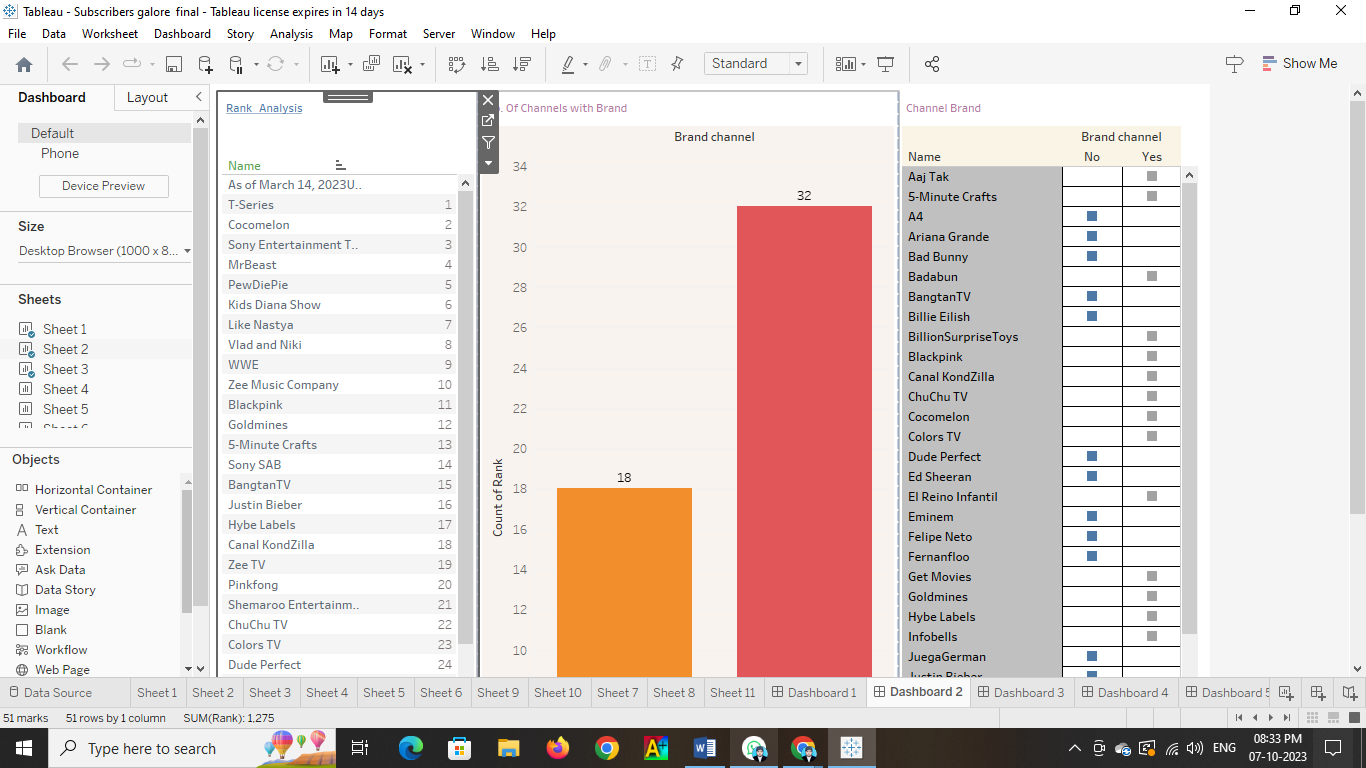 Tableau - Subscribers galore  final - Tableau license expires in 14 days
File Data Worksheet Dashboard Story Analysis Map Format Server Window Help
Standard
Show Me
Dashboard Layout
Default
Phone
Device Preview
Size
Desktop Browser (1000 x 8...
Sheets
Sheet 1
Sheet 2
Sheet 3
Sheet 4
Sheet 5
Objects
Horizontal Container
Vertical Container
Text
Extension
Ask Data
Data Story
Image
Blank
Workflow
Web Page
Rank_Analysis
Name
As of March 14, 2023U..
T-Series 1
Cocomelon 2
Sony Entertainment T.. 3
MrBeast 4
PewDiePie 5
Kids Diana Show 6
Like Nastya 7
Vlad and Niki 8
WWE 9
Zee Music Company 10
Blackpink 11
Goldmines 12
5-Minute Crafts 13
Sony SAB 14
BangtanTV 15
Justin Bieber 16
Hybe Labels 17
Canal KondZilla 18
Zee TV 19
Pinkfong 20
Shemaroo Entertainm.. 21
ChuChu TV 22
Colors TV 23
Dude Perfect 24
. Of Channels with Brand
Brand channel
34
32
30
28
26
24
22
20
18
16
14
12
10
Count of Rank
18
32
Channel Brand
Brand channel
Name No Yes
Aaj Tak
5-Minute Crafts
A4
Ariana Grande
Bad Bunny
Badabun
BangtanTV
Billie Eilish
BillionSurpriseToys
Blackpink
Canal KondZilla
ChuChu TV
Cocomelon
Colors TV
Dude Perfect
Ed Sheeran
El Reino Infantil
Eminem
Felipe Neto
Fernanfloo
Get Movies
Goldmines
Hybe Labels
Infobells
JuegaGerman
Justin Bieber
Data Source Sheet 1 Sheet 2 Sheet 3 Sheet 4 Sheet 5 Sheet 6 Sheet 9 Sheet 10 Sheet 7 Sheet 8 Sheet 11 Dashboard 1 Dashboard 2 Dashboard 3 Dashboard 4 Dashboard 5
51 marks 51 rows by 1 column SUM(Rank): 1,275
Type here to search
ENG
08:33 PM
07-10-2023